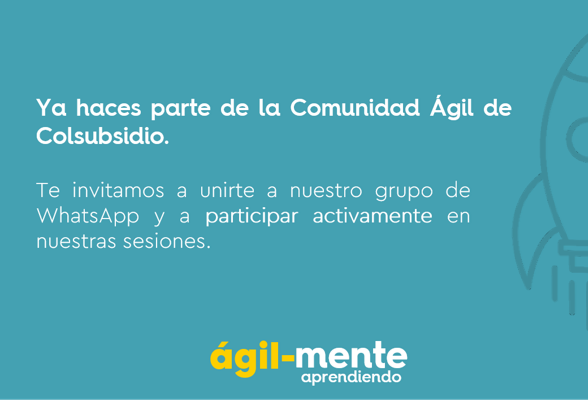 Ya haces parte de la Comunidad Ágil de
Colsubsidio.
Te invitamos a unirte a nuestro grupo de
WhatsApp y a participar activamente en
nuestras sesiones.
ágil-mente
aprendiendo